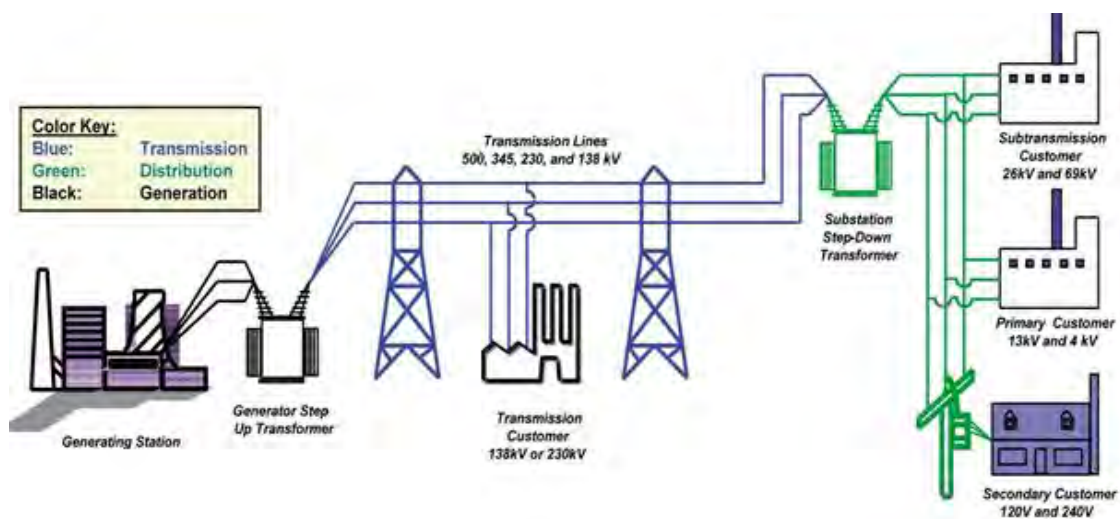 Color Key:
Blue: Transmission
Green: Distribution
Black: Generation
Transmission Lines
500, 345, 230, and 138 kV
Generating Station
Generator Step
Up Transformer
Transmission
Customer
138kV or 230kV
Substation
Step-Down
Transformer
Subtransmission
Customer
26kV and 69kV
Primary Customer
13kV and 4 kV
Secondary Customer
120V and 240V